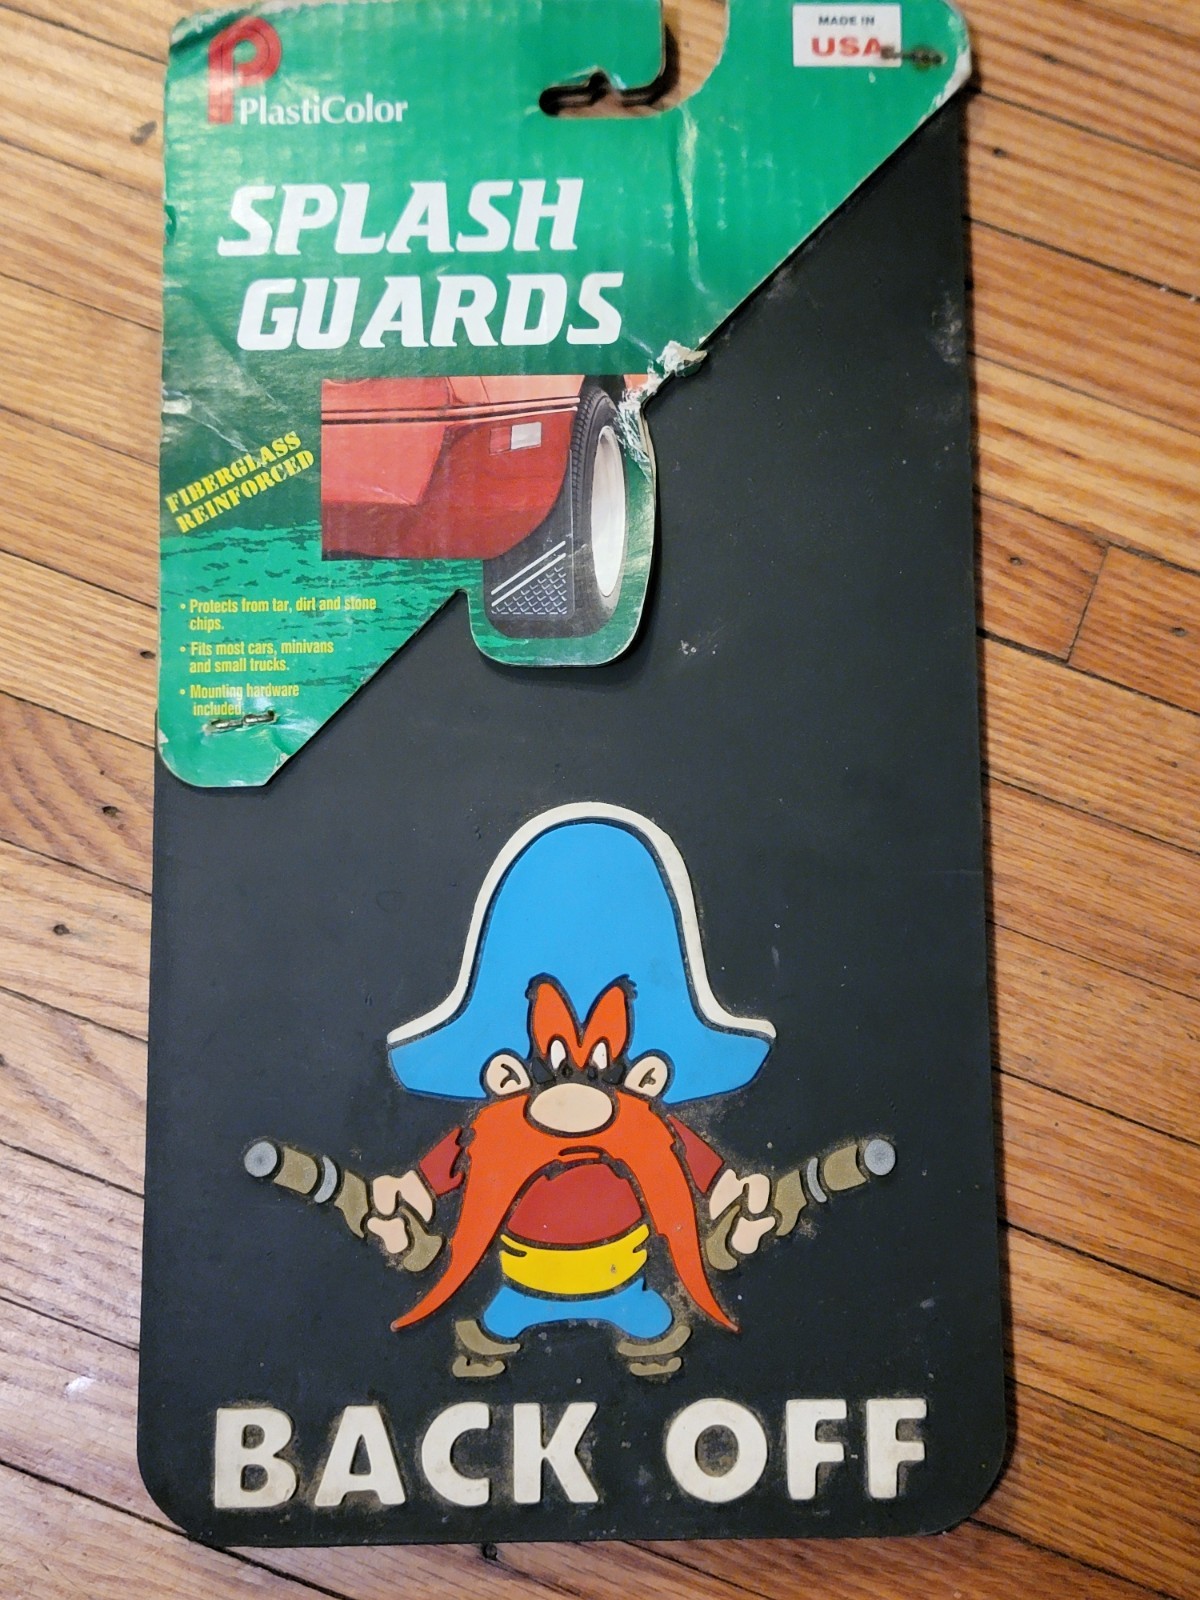 PlastiColor
MADE IN
USA
SPLASH
GUARDS
FIBERGLASS
REINFORCED
• Protects from tar, dirt and stone
chips.
• Fits most cars, minivans
and small trucks.
• Mounting hardware
included.
BACK OFF